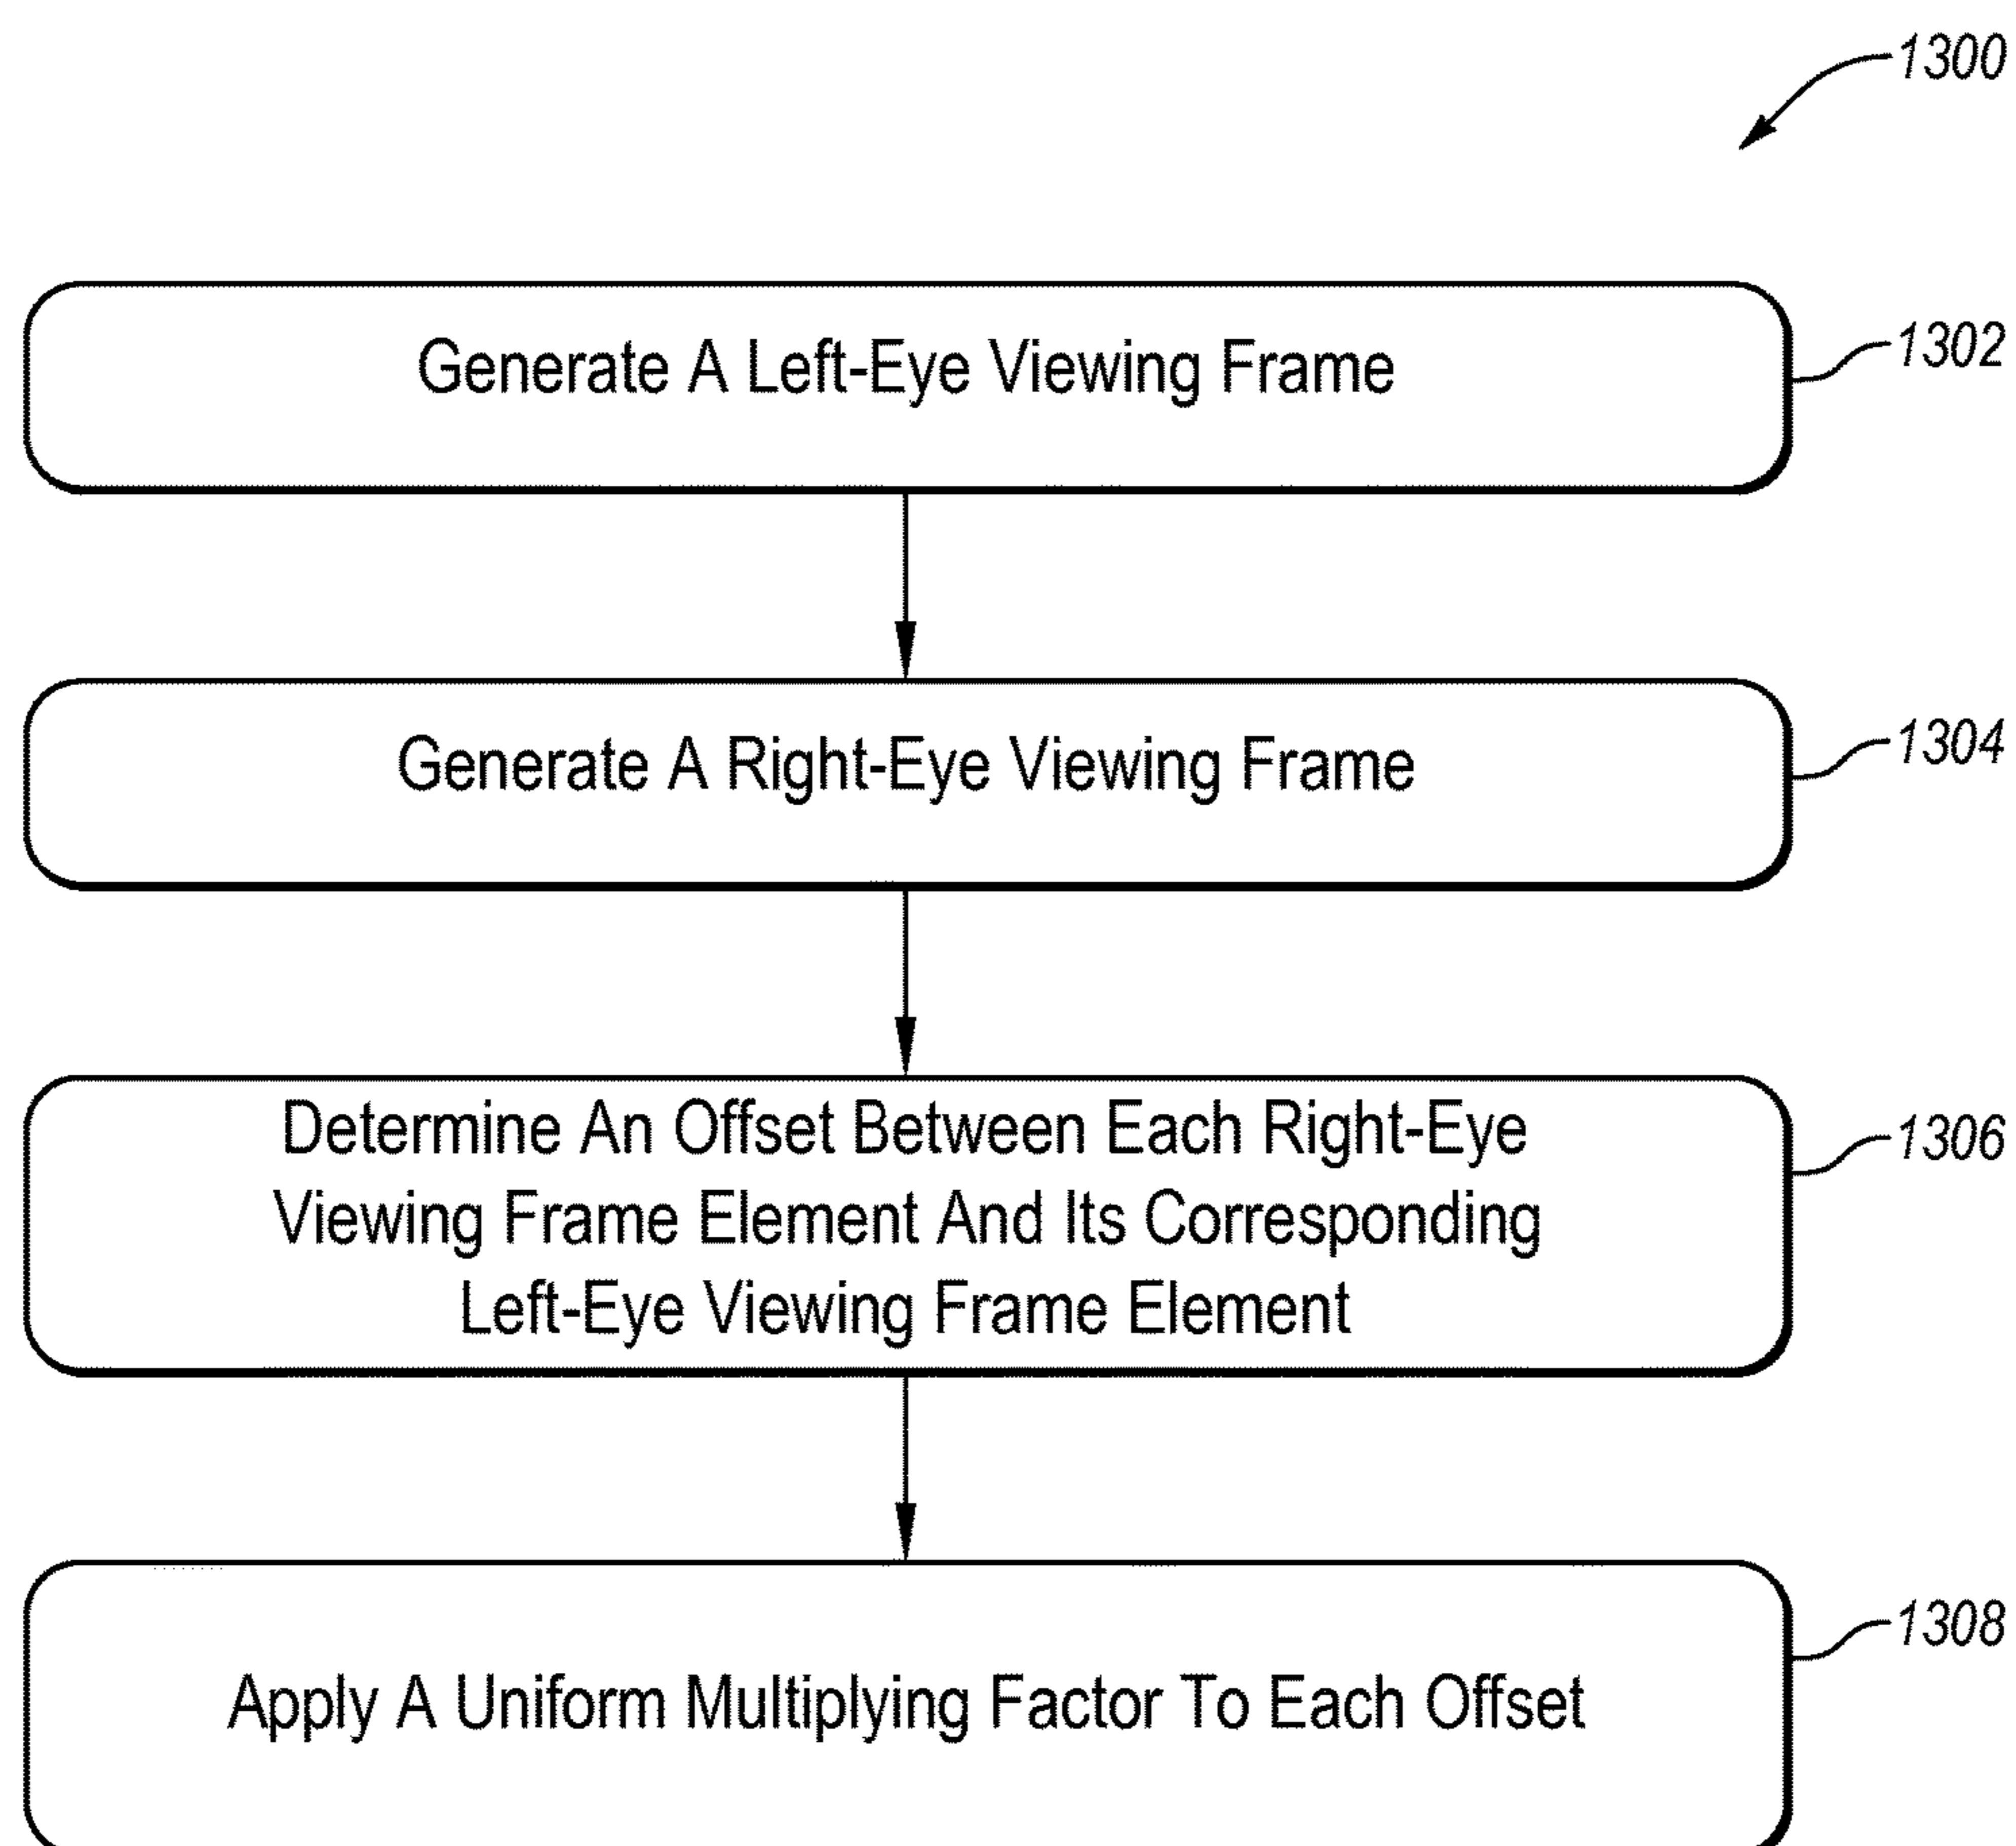 1300
Generate A Left-Eye Viewing Frame
1302
Generate A Right-Eye Viewing Frame
1304
Determine An Offset Between Each Right-Eye
Viewing Frame Element And Its Corresponding
Left-Eye Viewing Frame Element
1306
Apply A Uniform Multiplying Factor To Each Offset
1308